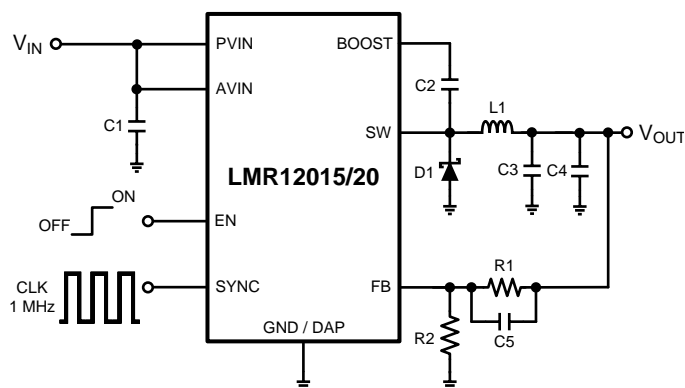 VIN
PVIN
BOOST
AVIN
C2
C1
L1
SW
VOUT
D1
C3
C4
LMR12015/20
ON
OFF
EN
CLK
1 MHz
SYNC
FB
R1
GND / DAP
R2
C5